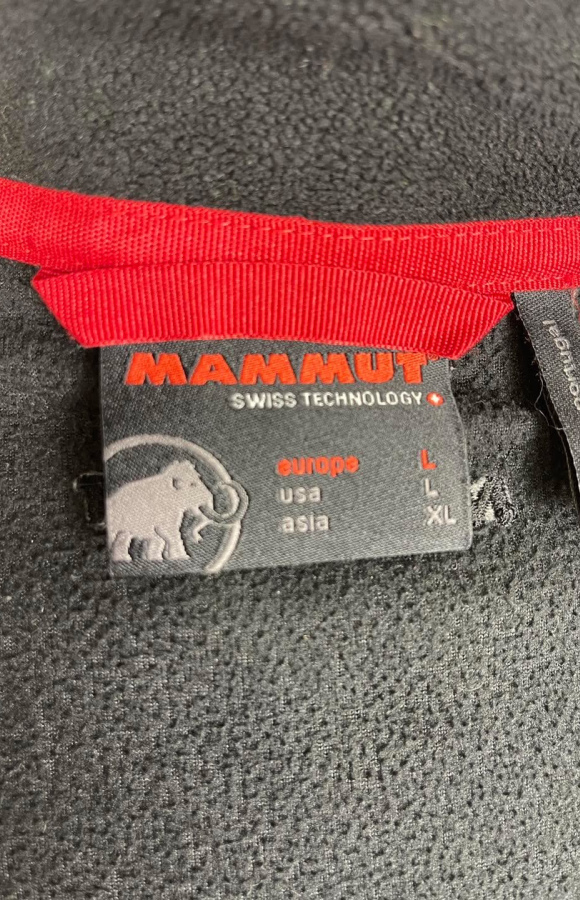 MAMMUT
SWISS TECHNOLOGY
europe L
usa L
asia XL